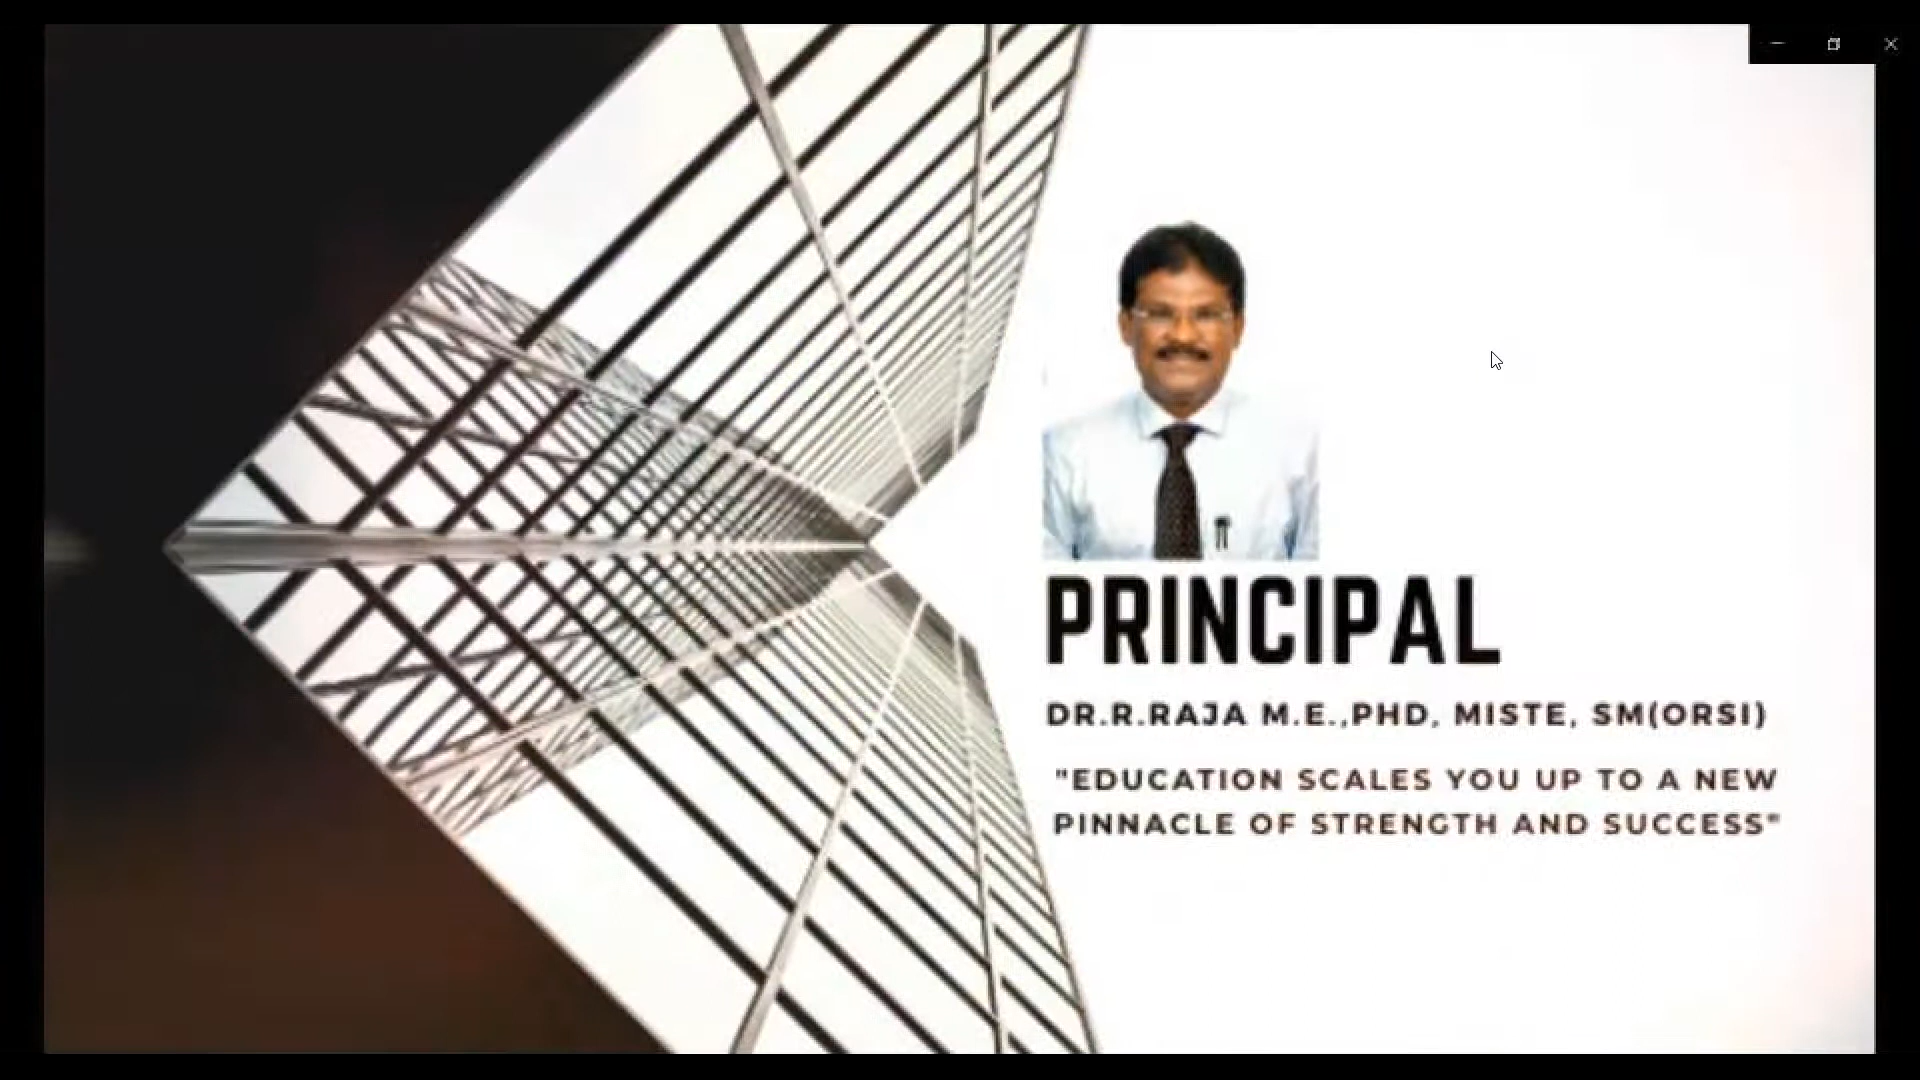 PRINCIPAL
DR.R.RAJA M.E.,PHD, MISTE, SM(ORSI)
"EDUCATION SCALES YOU UP TO A NEW
PINNACLE OF STRENGTH AND SUCCESS"